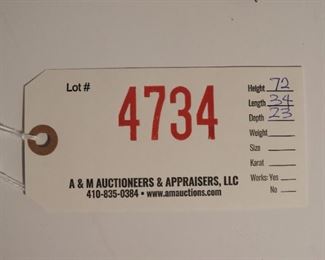 Lot #
4734
Height 72
Length 34
Depth 23
Weight
Size
Karat
Works: Yes
No
A & M AUCTIONEERS & APPRAISERS, LLC
410-835-0384 • www.amauctions.com